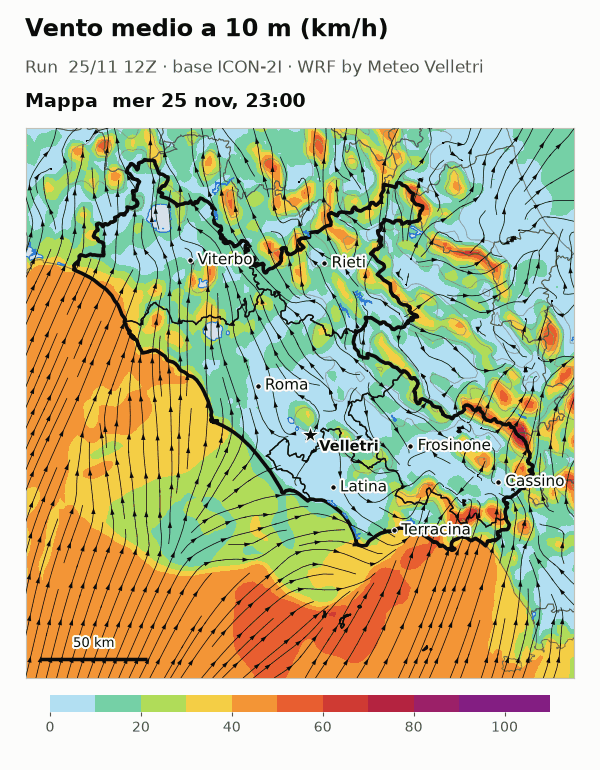 Vento medio a 10 m (km/h)
Run 25/11 12Z · base ICON-2I · WRF by Meteo Velletri
Mappa mer 25 nov, 23:00
Viterbo
Rieti
Roma
Velletri
Frosinone
Latina
Cassino
Terracina
50 km
0 20 40 60 80 100